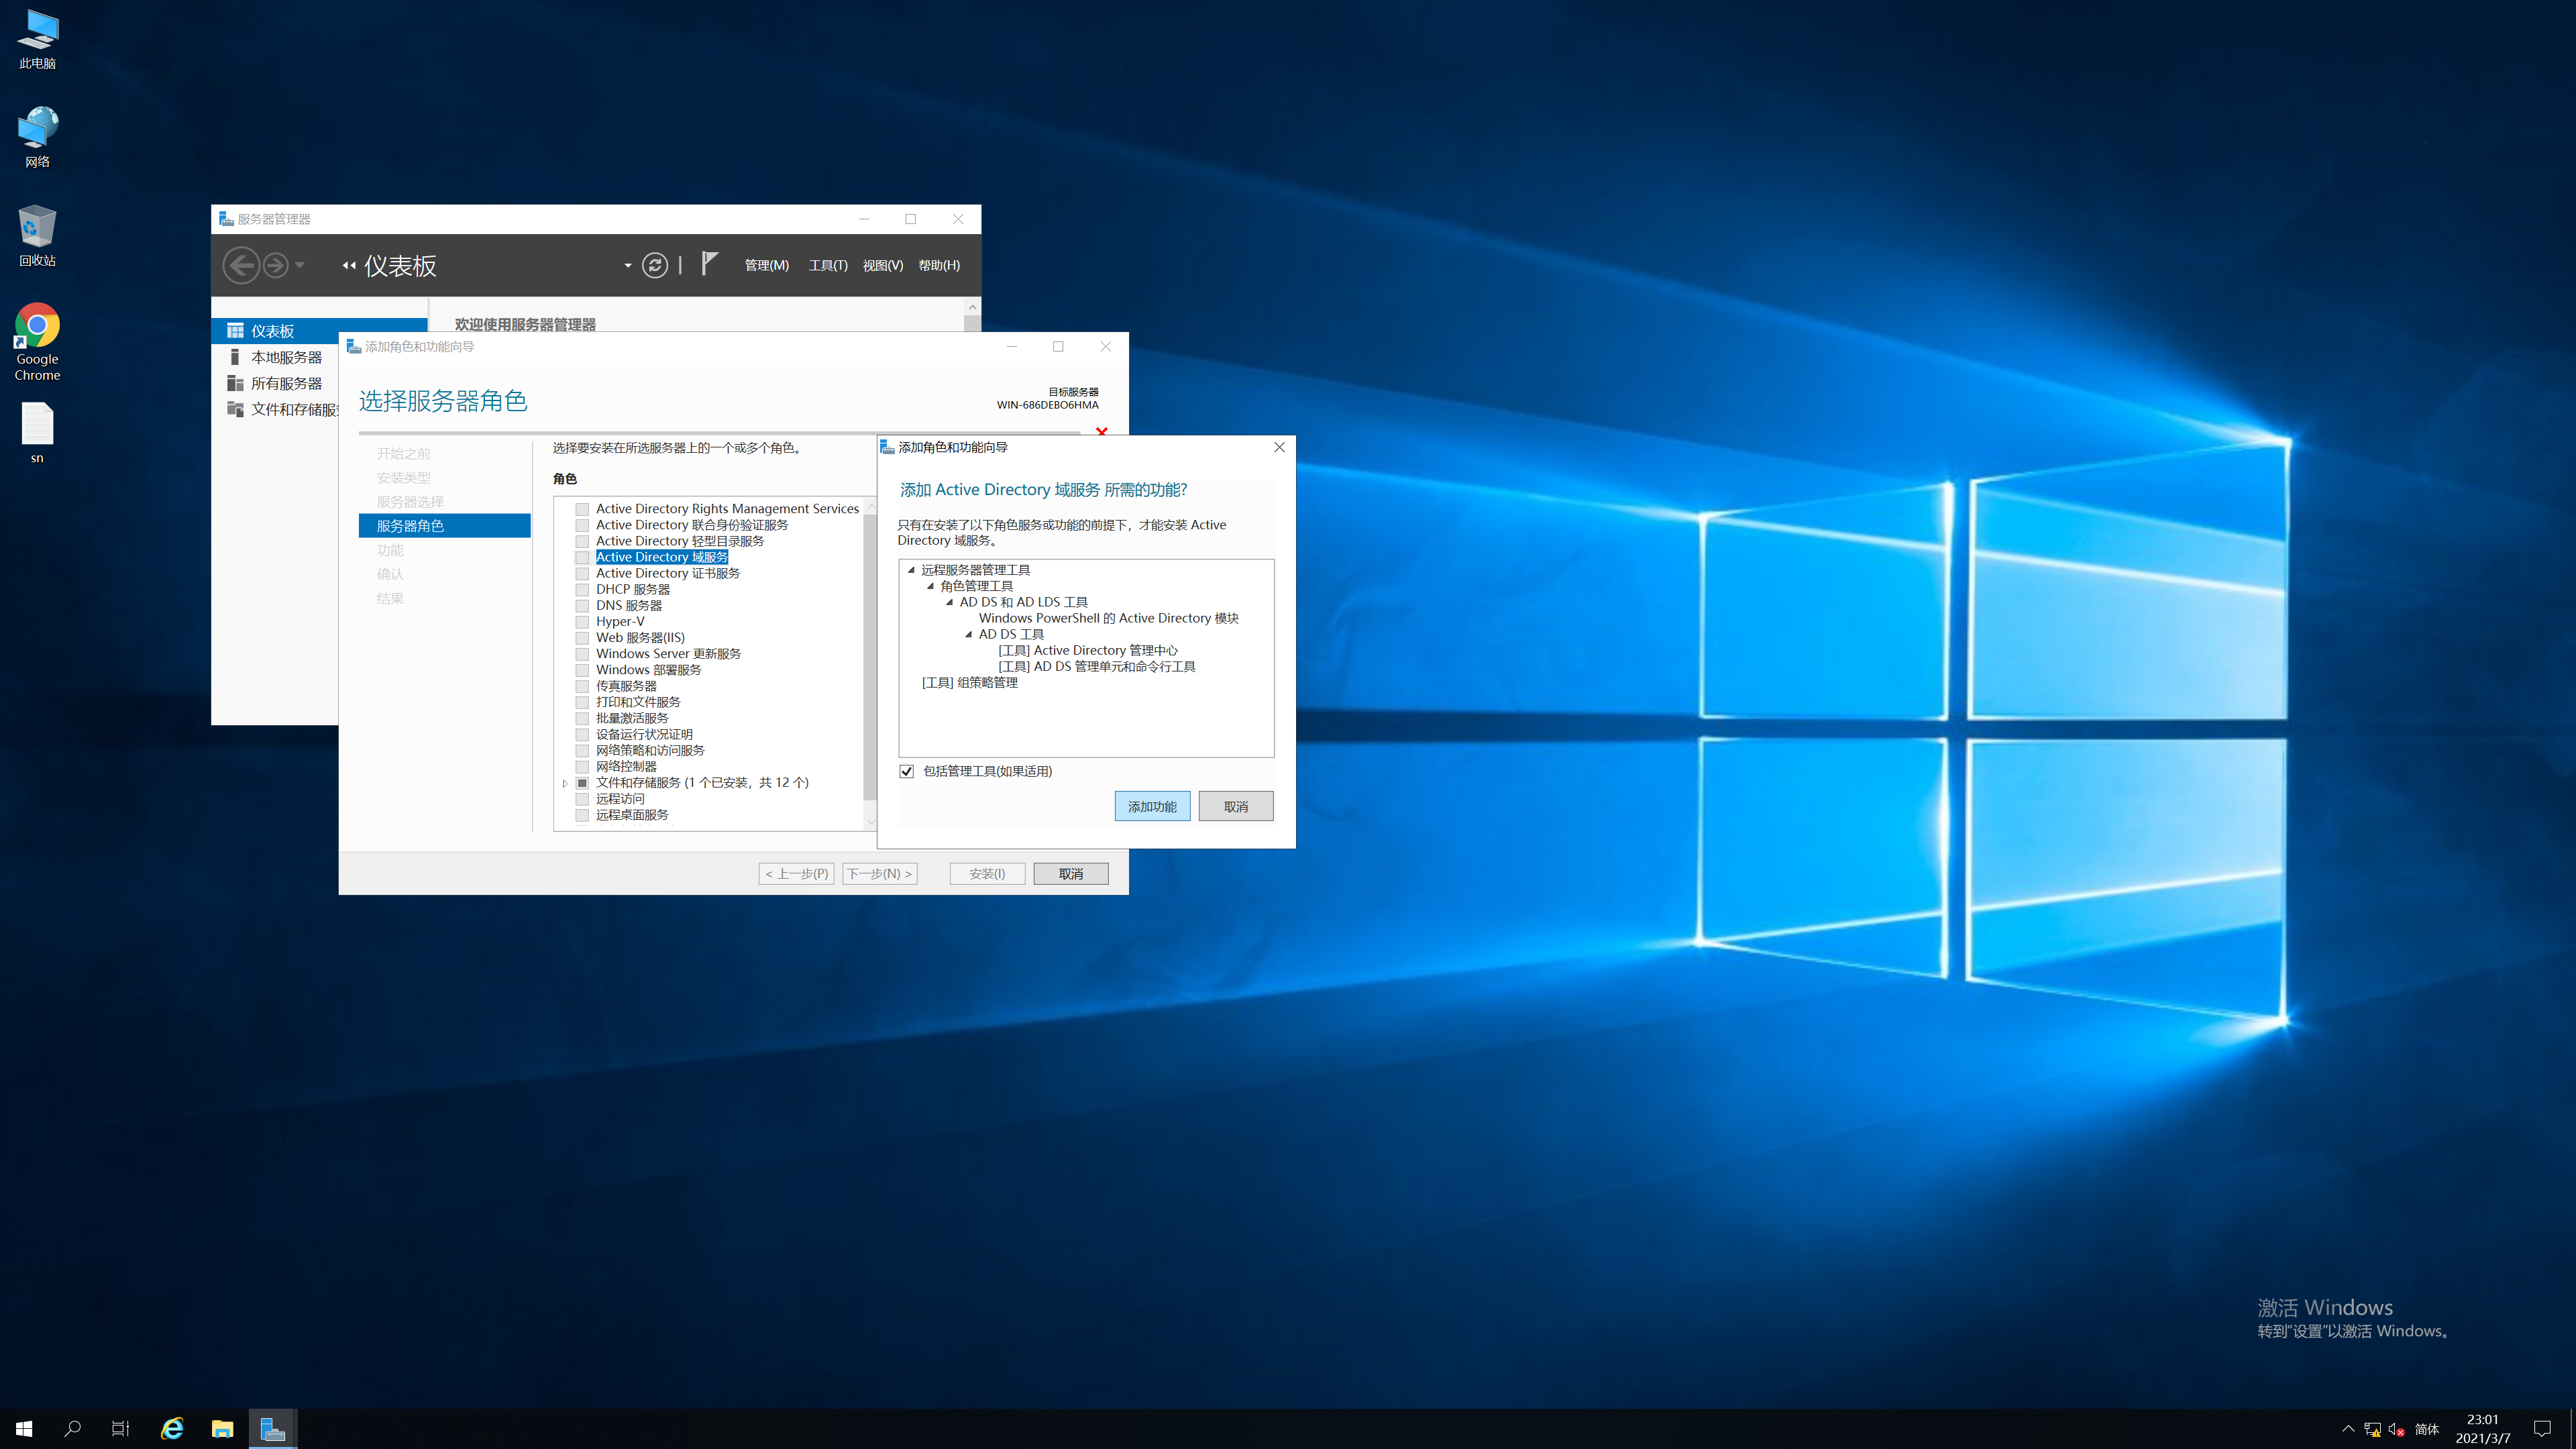 此电脑
网络
回收站
Google
Chrome
sn
服务器管理器
仪表板
管理(M)
工具(T)
视图(V)
帮助(H)
仪表板
本地服务器
所有服务器
文件和存储服
欢迎使用服务器管理器
添加角色和功能向导
选择服务器角色
目标服务器
WIN-686DEBO6HMA
开始之前
安装类型
服务器选择
服务器角色
功能
确认
结果
选择要安装在所选服务器上的一个或多个角色。
角色
Active Directory Rights Management Services
Active Directory 联合身份验证服务
Active Directory 轻型目录服务
Active Directory 域服务
Active Directory 证书服务
DHCP 服务器
DNS 服务器
Hyper-V
Web 服务器(IIS)
Windows Server 更新服务
Windows 部署服务
传真服务器
打印和文件服务
批量激活服务
设备运行状况证明
网络策略和访问服务
网络控制器
文件和存储服务 (1 个已安装，共 12 个)
远程访问
远程桌面服务
< 上一步(P)
下一步(N) >
安装(I)
取消
添加角色和功能向导
添加 Active Directory 域服务 所需的功能?
只有在安装了以下角色服务或功能的前提下，才能安装 Active
Directory 域服务。
远程服务器管理工具
角色管理工具
AD DS 和 AD LDS 工具
Windows PowerShell 的 Active Directory 模块
AD DS 工具
[工具] Active Directory 管理中心
[工具] AD DS 管理单元和命令行工具
[工具] 组策略管理
包括管理工具(如果适用)
添加功能
取消
激活 Windows
转到"设置"以激活 Windows。
简体
23:01
2021/3/7